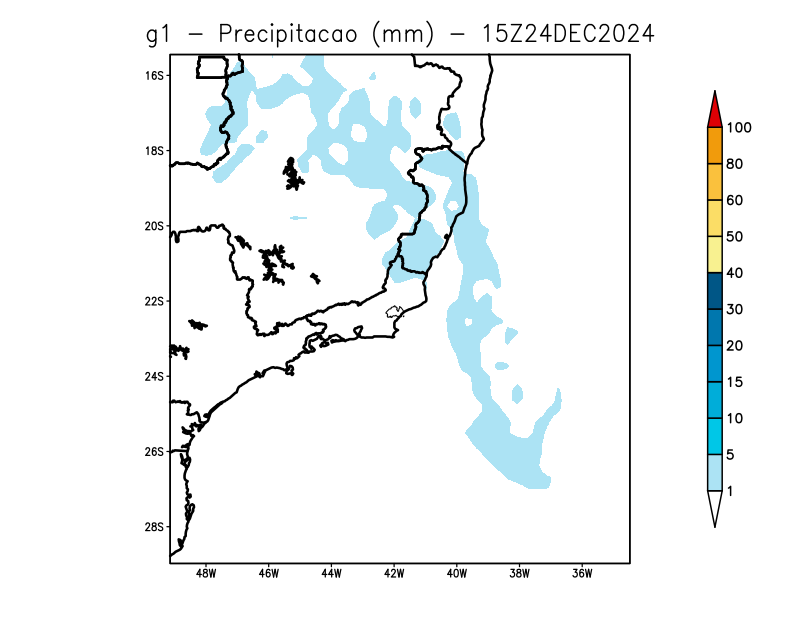 g1 – Precipitacao (mm) – 15Z24DEC2024
16S
18S
20S
22S
24S
26S
28S
48W 46W 44W 42W 40W 38W 36W
100
80
60
50
40
30
20
15
10
5
1